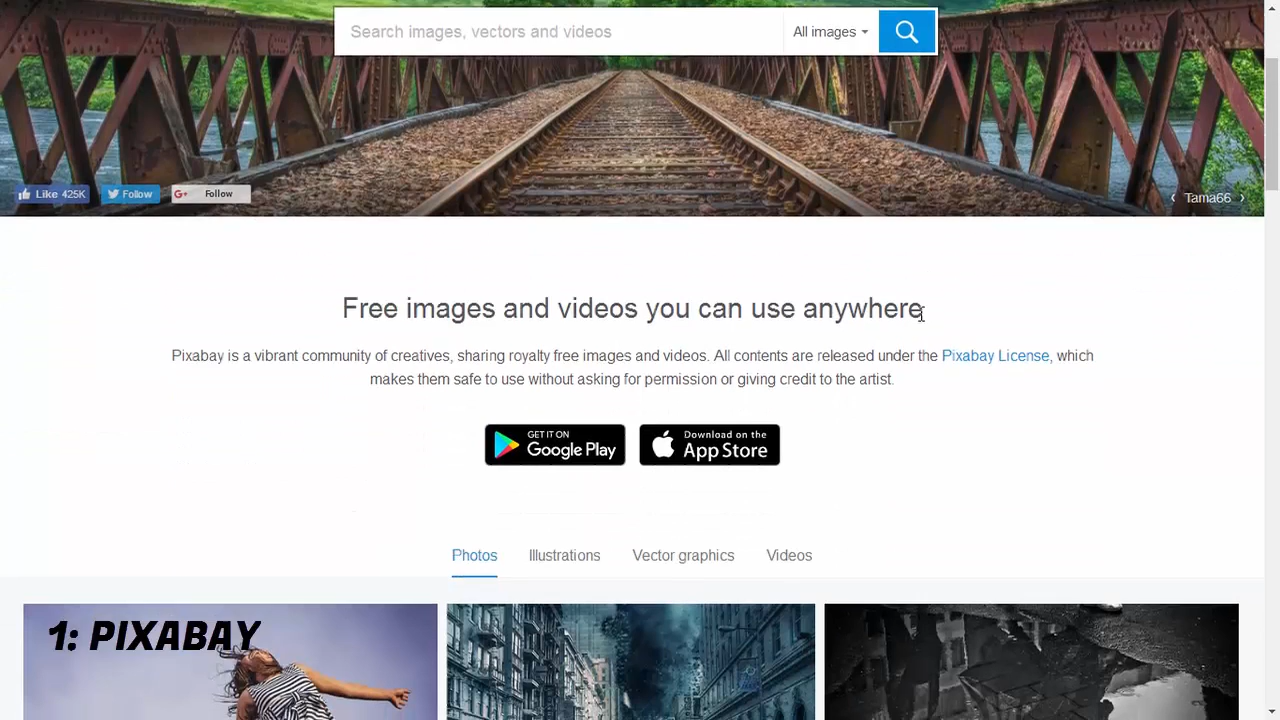 Search images, vectors and videos
All images
Like 425K
Follow
G+ Follow
‹ Tama66 ›
Free images and videos you can use anywhere
Pixabay is a vibrant community of creatives, sharing royalty free images and videos. All contents are released under the Pixabay License, which
makes them safe to use without asking for permission or giving credit to the artist.
GET IT ON
Google Play
Download on the
App Store
Photos
Illustrations
Vector graphics
Videos
1: PIXABAY